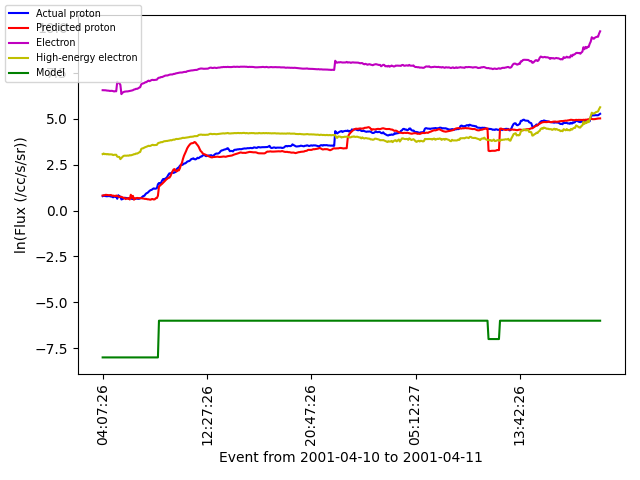 Actual proton
Predicted proton
Electron
High-energy electron
Model
5.0
2.5
0.0
−2.5
−5.0
−7.5
ln(Flux (/cc/s/sr))
04:07:26
12:27:26
20:47:26
05:12:27
13:42:26
Event from 2001-04-10 to 2001-04-11